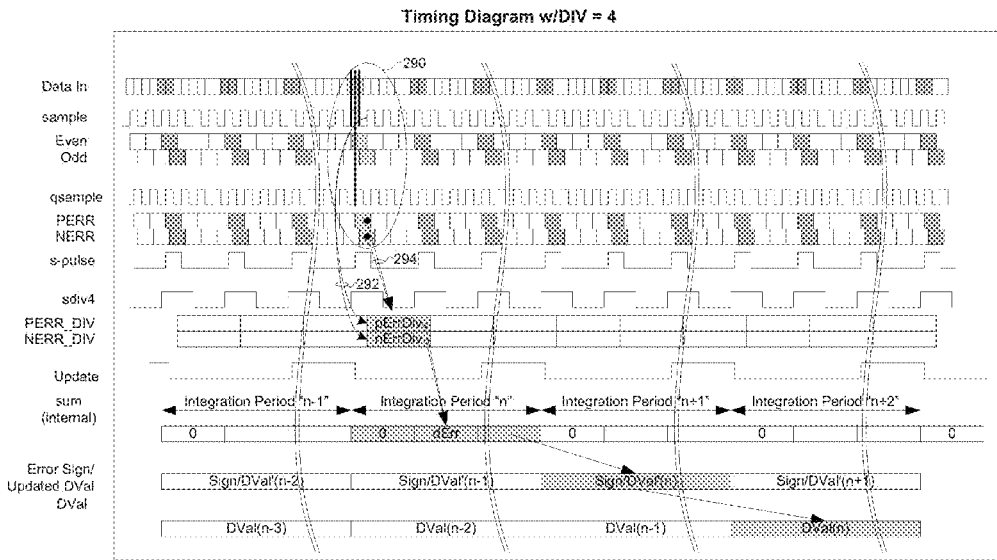 Timing Diagram w/DIV = 4
290
Data In
sample
Even
Odd
qsample
PERR
NERR
s-pulse
294
292
sdiv4
PERR_DIV
pErrDiv
NERR_DIV
nErrDiv
Update
sum
(internal)
Integration Period "n-1"
Integration Period "n"
Integration Period "n+1"
Integration Period "n+2"
0
0
dErr
0
0
0
Error Sign/
Updated DVal
DVal
Sign/DVal'(n-2)
Sign/DVal'(n-1)
Sign/DVal'(n)
Sign/DVal'(n+1)
DVal(n-3)
DVal(n-2)
DVal(n-1)
DVal(n)